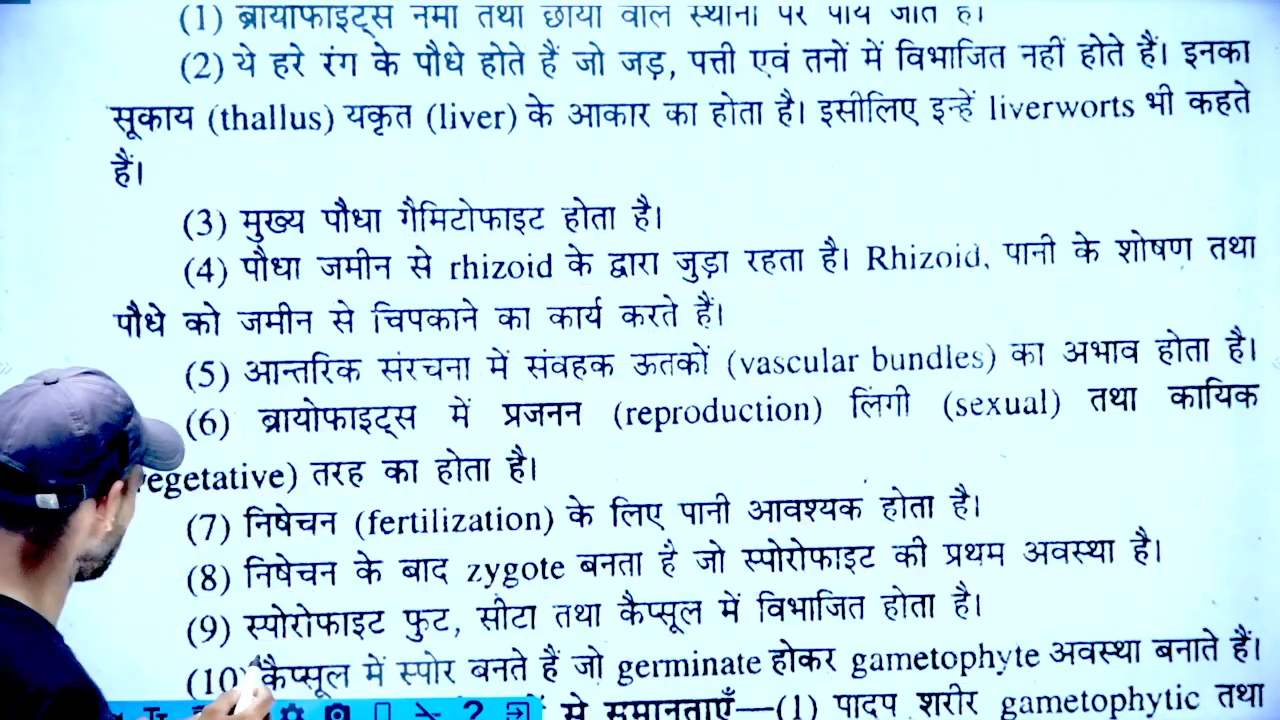 (1) ब्रायोफाइट्स नमी तथा छाया वाले स्थानों पर पाये जाते हैं।
(2) ये हरे रंग के पौधे होते हैं जो जड़, पत्ती एवं तनों में विभाजित नहीं होते हैं। इनका
सूकाय (thallus) यकृत (liver) के आकार का होता है। इसीलिए इन्हें liverworts भी कहते
हैं।
(3) मुख्य पौधा गैमिटोफाइट होता है।
(4) पौधा जमीन से rhizoid के द्वारा जुड़ा रहता है। Rhizoid, पानी के शोषण तथा
पौधे को जमीन से चिपकाने का कार्य करते हैं।
(5) आन्तरिक संरचना में संवहक ऊतकों (vascular bundles) का अभाव होता है।
(6) ब्रायोफाइट्स में प्रजनन (reproduction) लिंगी (sexual) तथा कायिक
egetative) तरह का होता है।
(7) निषेचन (fertilization) के लिए पानी आवश्यक होता है।
(8) निषेचन के बाद zygote बनता है जो स्पोरोफाइट की प्रथम अवस्था है।
(9) स्पोरोफाइट फुट, सीटा तथा कैप्सूल में विभाजित होता है।
(10) कैप्सूल में स्पोर बनते हैं जो germinate होकर gametophyte अवस्था बनाते हैं।
में समानताएँ—(1) पादप शरीर gametophytic तथा